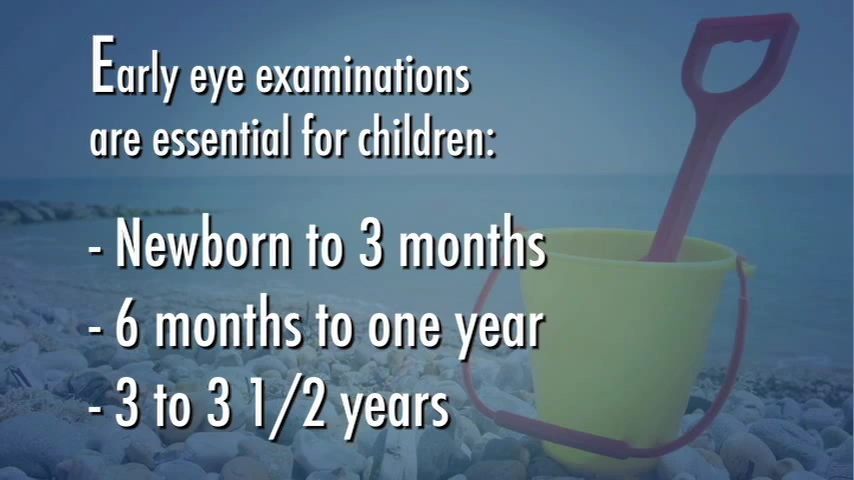 Early eye examinations
are essential for children:
- Newborn to 3 months
- 6 months to one year
- 3 to 3 1/2 years